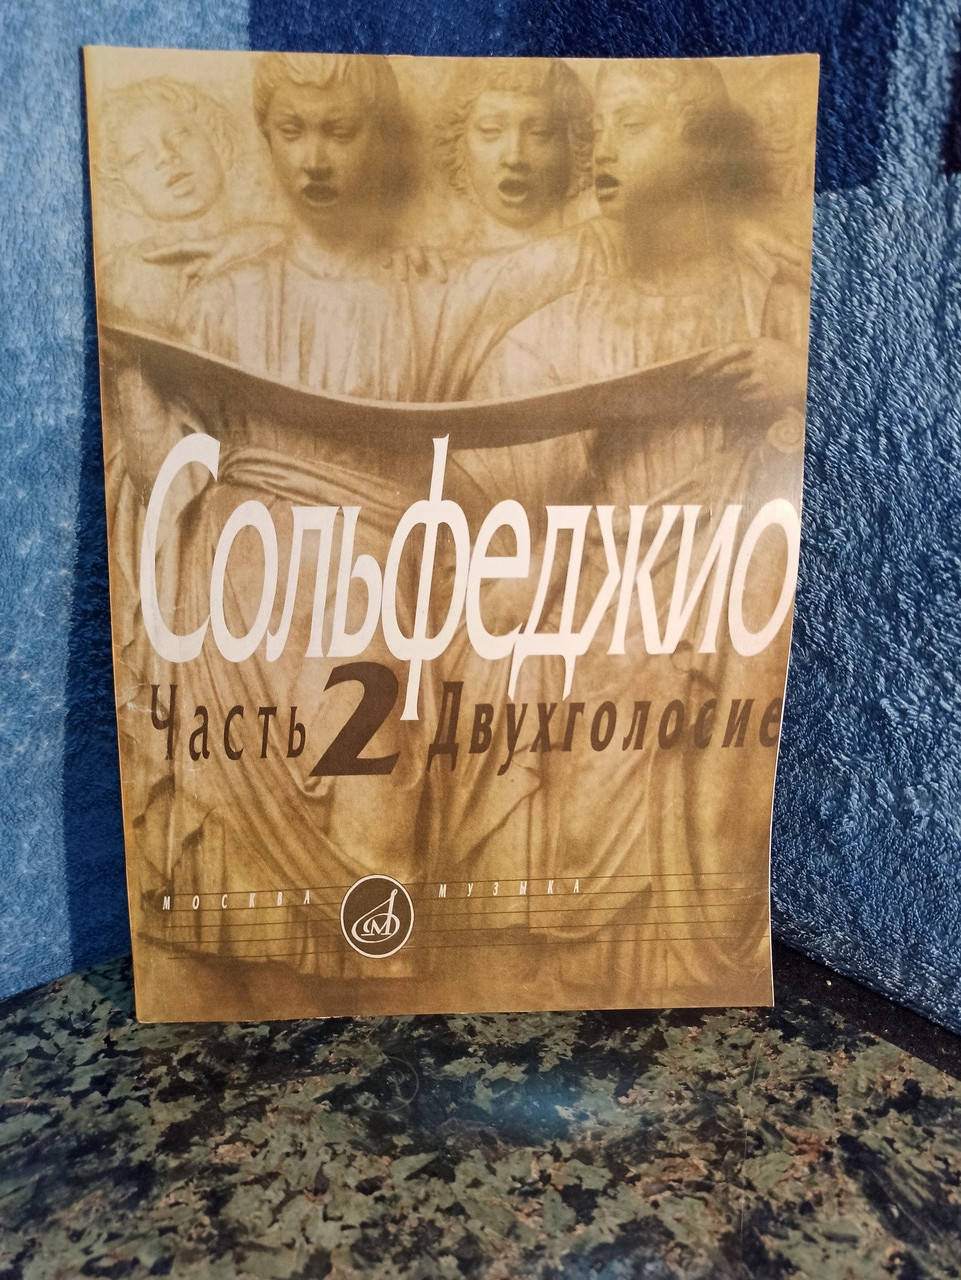 Сольфеджио
Часть 2 Двухголосие
МОСКВА М МУЗЫКА